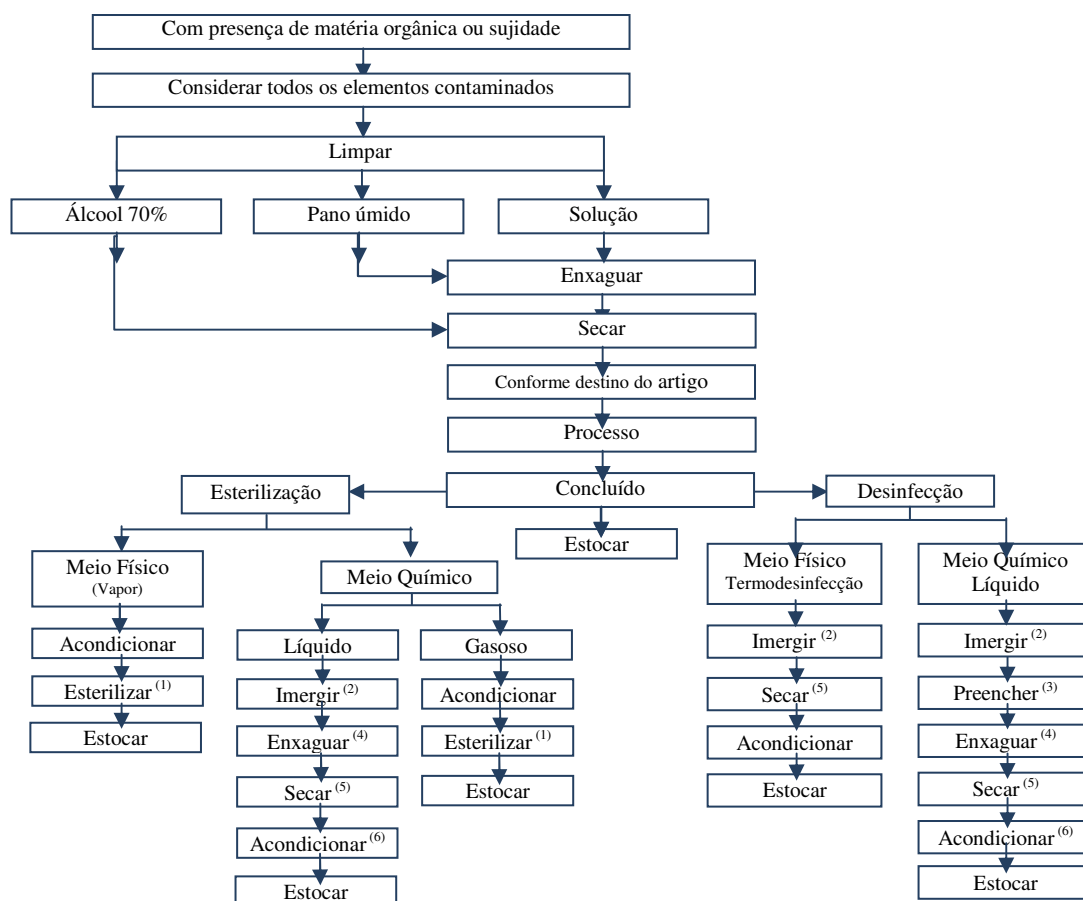 Com presença de matéria orgânica ou sujidade
Considerar todos os elementos contaminados
Limpar
Álcool 70%
Pano úmido
Solução
Enxaguar
Secar
Conforme destino do artigo
Processo
Esterilização
Concluído
Desinfecção
Estocar
Meio Físico
(Vapor)
Acondicionar
Esterilizar (1)
Estocar
Meio Químico
Líquido
Imergir (2)
Enxaguar (4)
Secar (5)
Acondicionar (6)
Estocar
Gasoso
Acondicionar
Esterilizar (1)
Estocar
Meio Físico
Termodesinfecção
Imergir (2)
Secar (5)
Acondicionar
Estocar
Meio Químico
Líquido
Imergir (2)
Preencher (3)
Enxaguar (4)
Secar (5)
Acondicionar (6)
Estocar